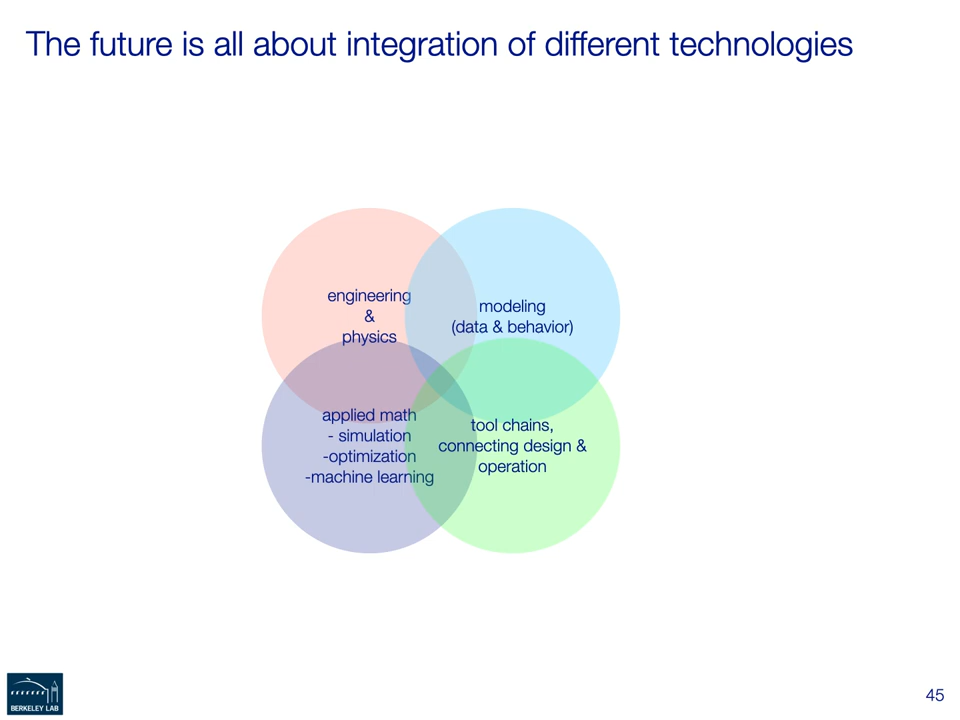 The future is all about integration of different technologies
engineering
&
physics
modeling
(data & behavior)
applied math
- simulation
-optimization
-machine learning
tool chains,
connecting design &
operation
BERKELEY LAB
45